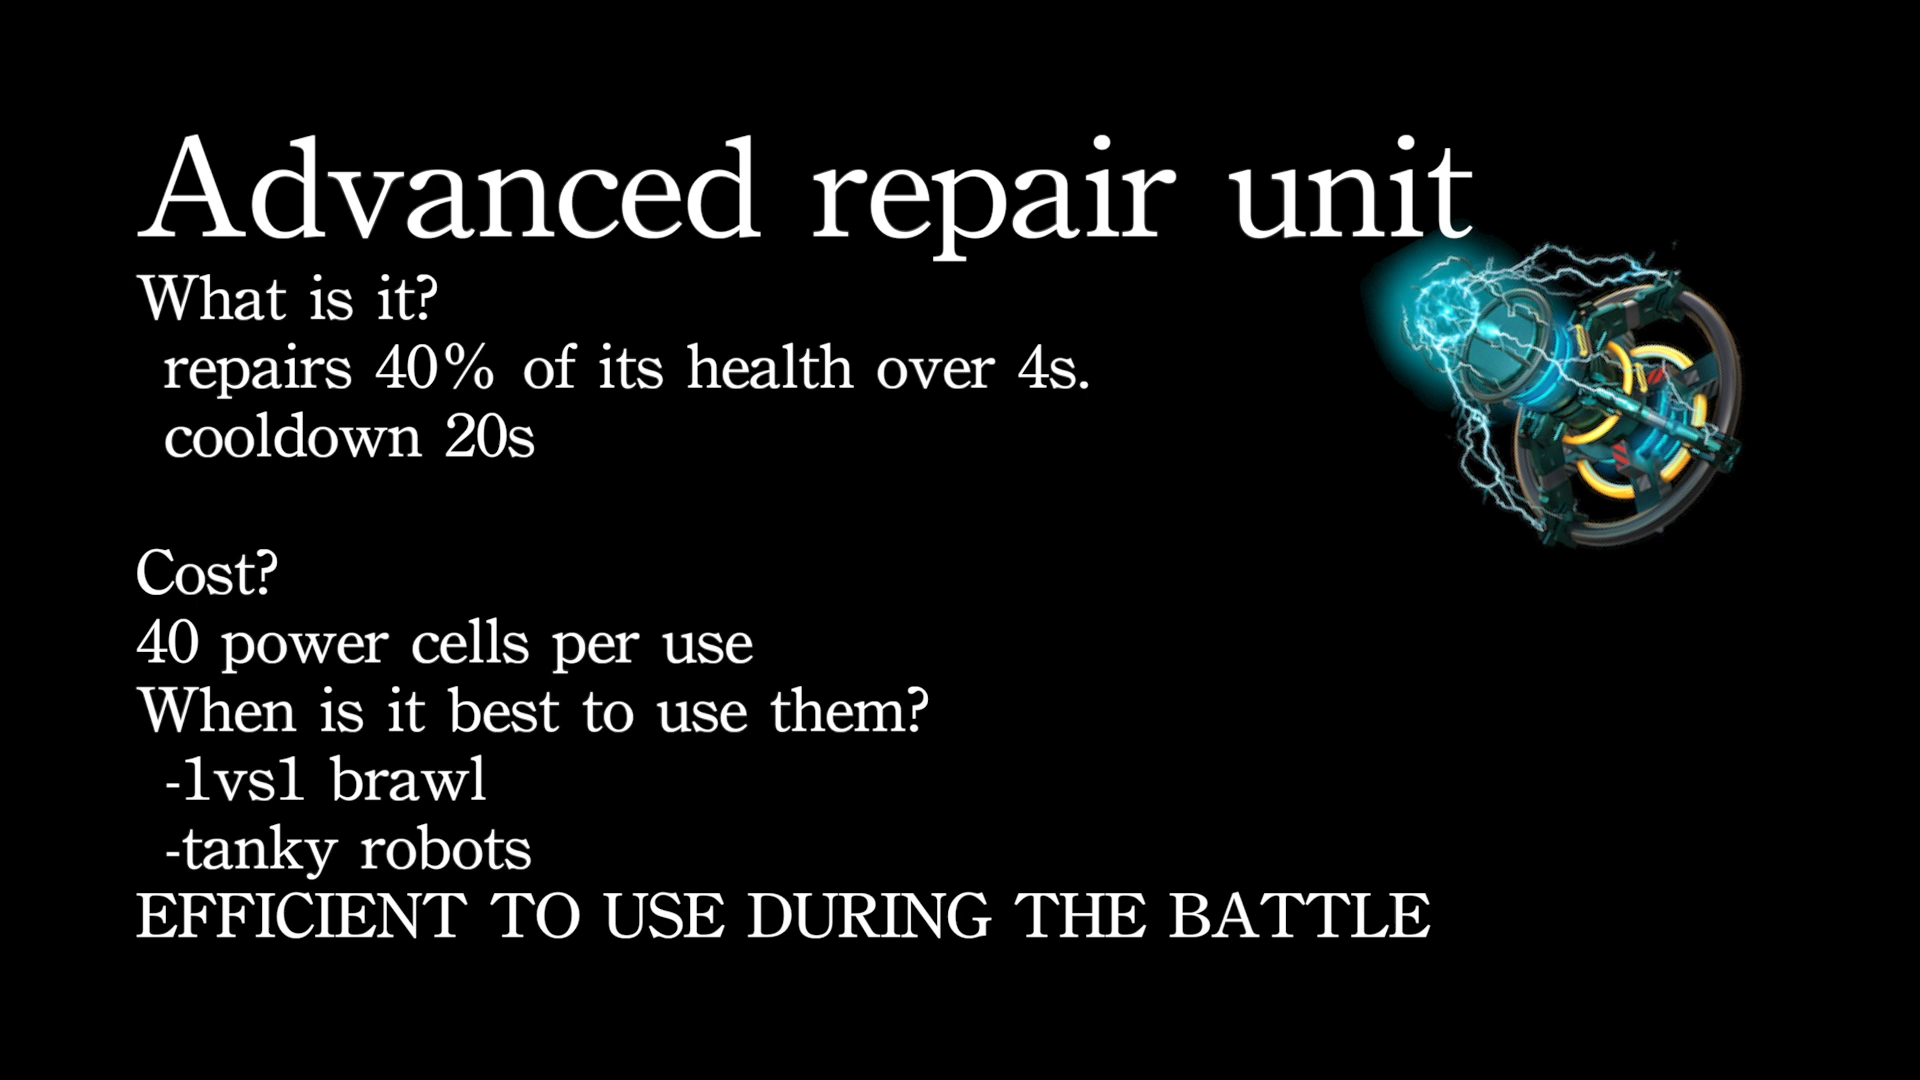 Advanced repair unit
What is it?
repairs 40% of its health over 4s.
cooldown 20s
Cost?
40 power cells per use
When is it best to use them?
-1vs1 brawl
-tanky robots
EFFICIENT TO USE DURING THE BATTLE